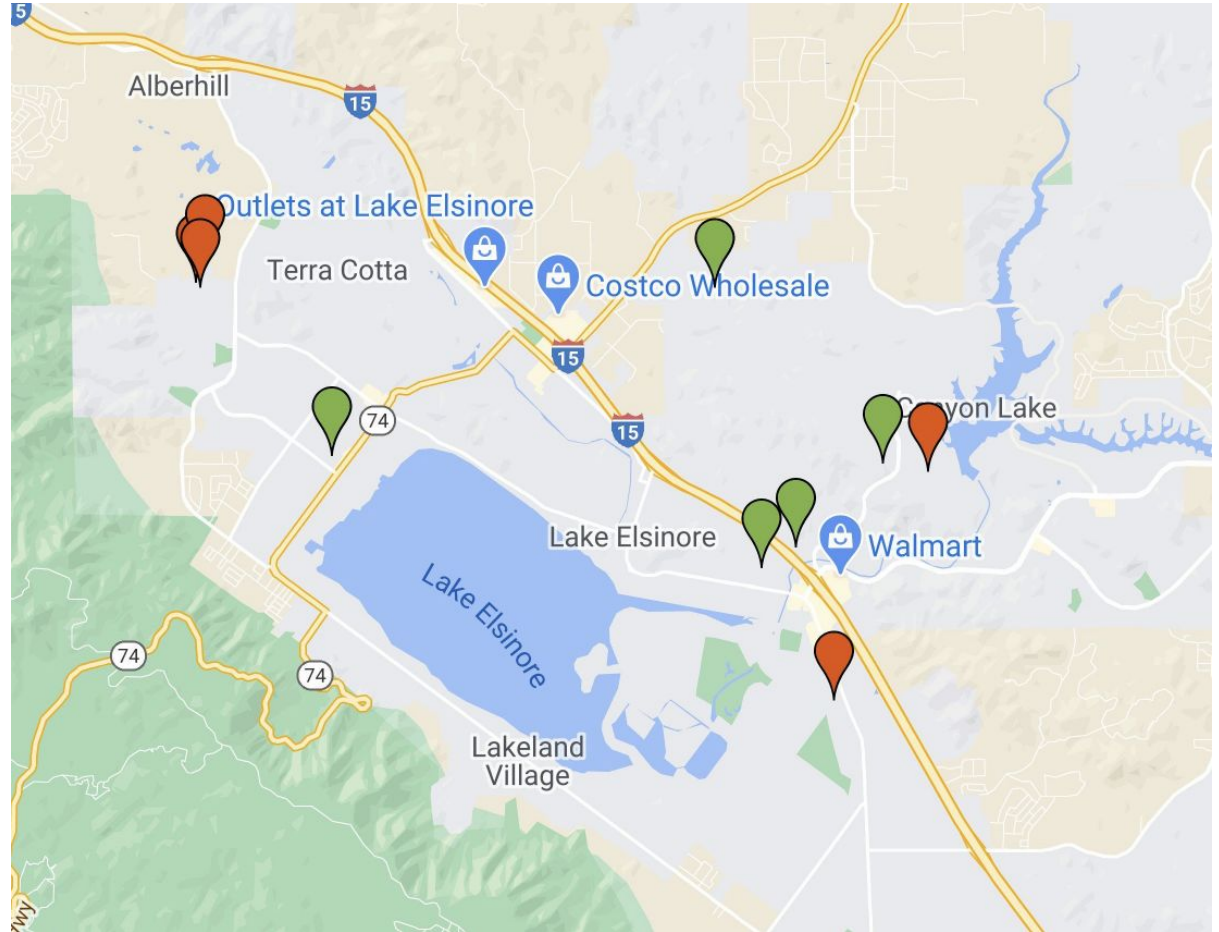 5
Alberhill
15
Outlets at Lake Elsinore
Terra Cotta
Costco Wholesale
15
74
Canyon Lake
15
Lake Elsinore
Walmart
Lake Elsinore
74
74
Lakeland
Village